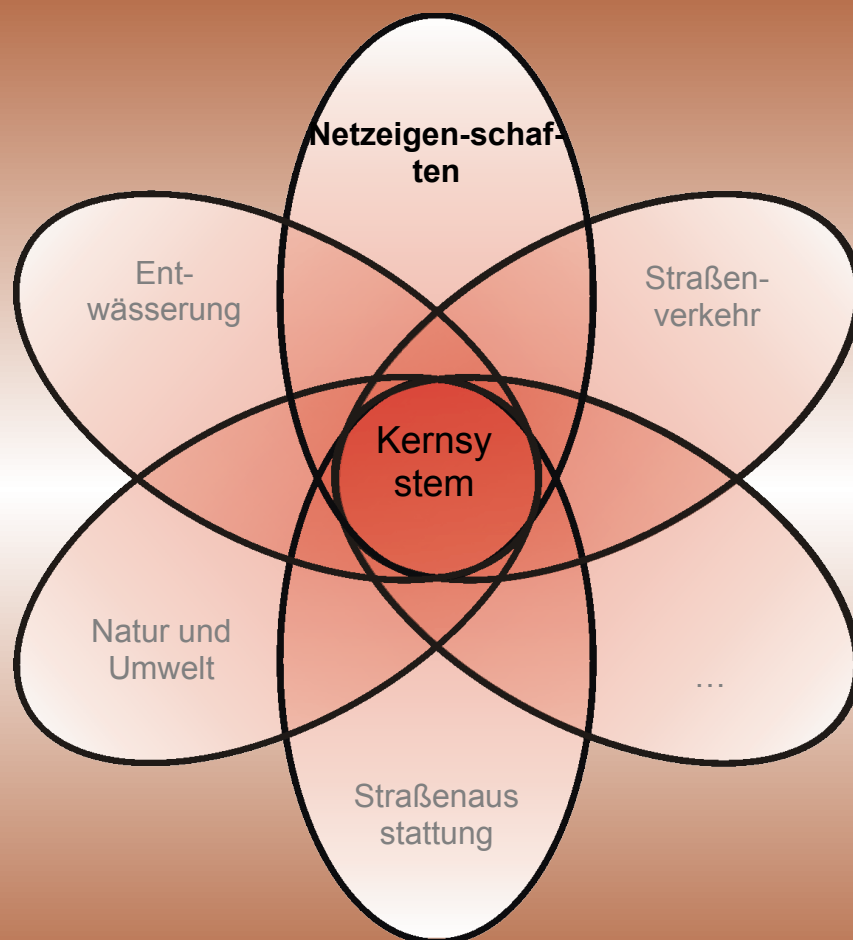 Netzeigen-schaf-
ten
Ent-
wässerung
Straßen-
verkehr
Kernsy
stem
Natur und
Umwelt
...
Straßenaus
stattung